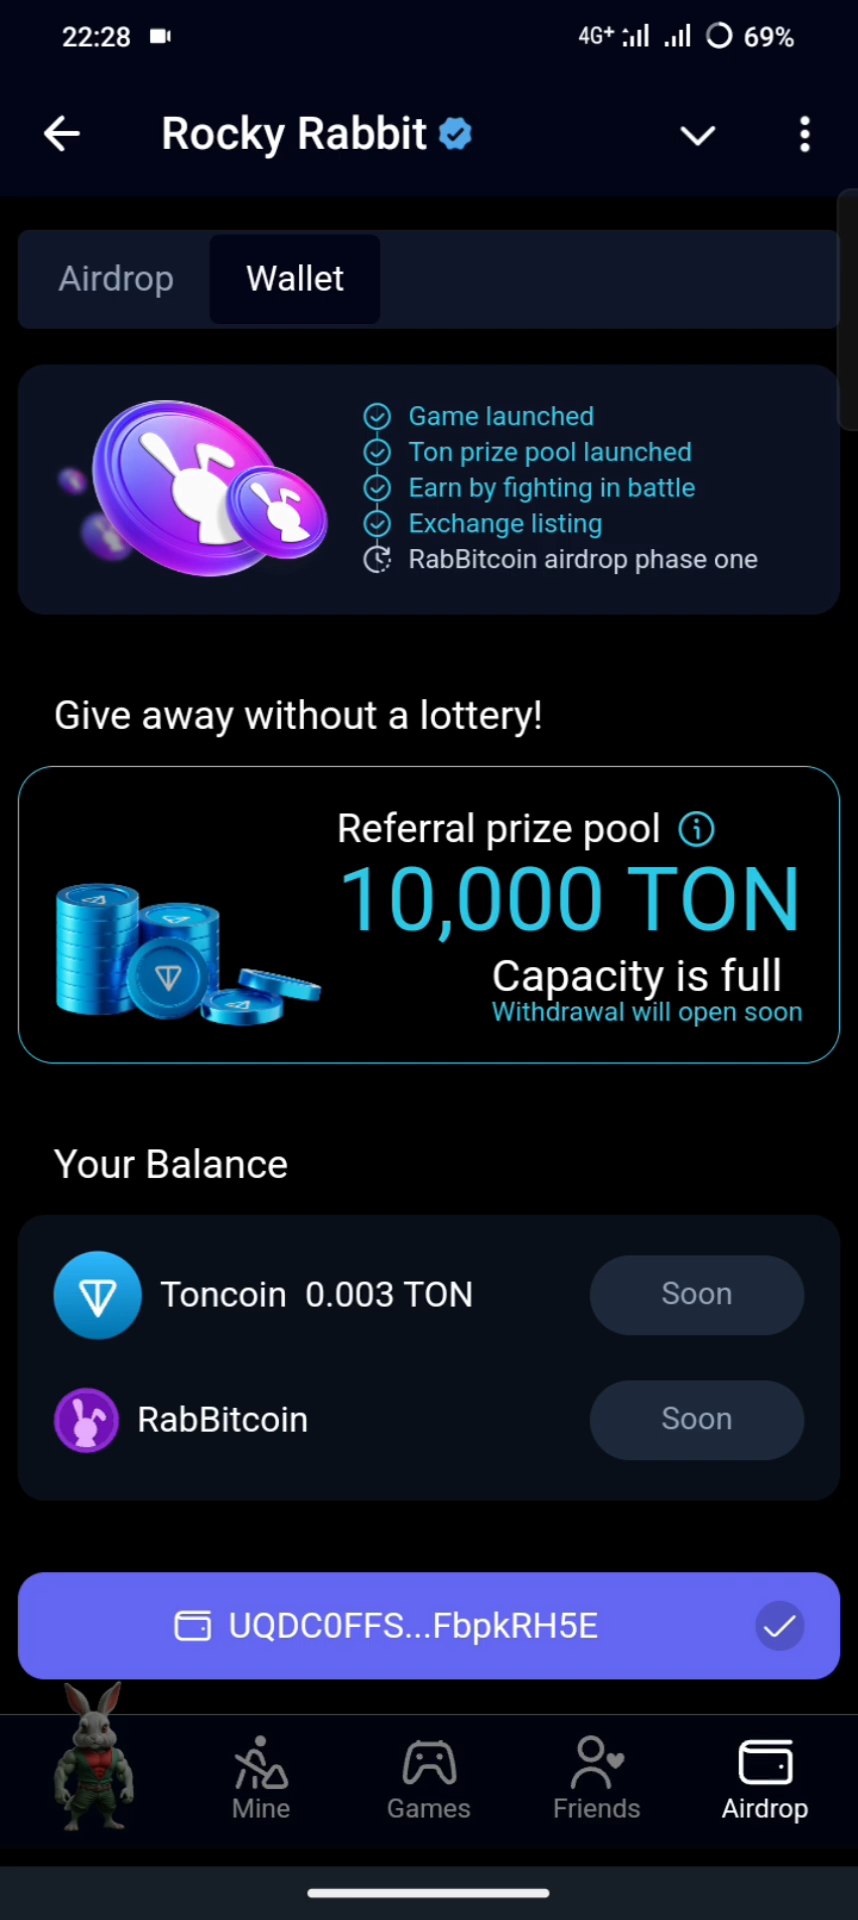 22:28 4G+ 69%
Rocky Rabbit
Airdrop Wallet
Game launched
Ton prize pool launched
Earn by fighting in battle
Exchange listing
RabBitcoin airdrop phase one
Give away without a lottery!
Referral prize pool
10,000 TON
Capacity is full
Withdrawal will open soon
Your Balance
Toncoin 0.003 TON Soon
RabBitcoin Soon
UQDC0FFS...FbpkRH5E
Mine Games Friends Airdrop